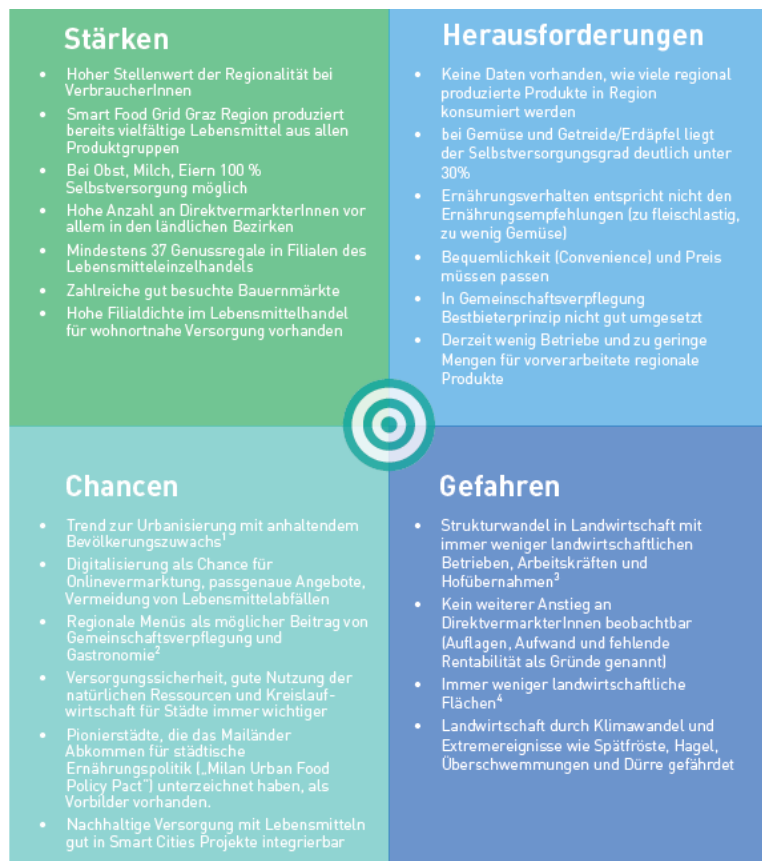 Stärken
• Hoher Stellenwert der Regionalität bei
VerbraucherInnen
• Smart Food Grid Graz Region produziert
bereits vielfältige Lebensmittel aus allen
Produktgruppen
• Bei Obst, Milch, Eiern 100 %
Selbstversorgung möglich
• Hohe Anzahl an DirektvermarkterInnen vor
allem in den ländlichen Bezirken
• Mindestens 37 Genussregale in Filialen des
Lebensmitteleinzelhandels
• Zahlreiche gut besuchte Bauernmärkte
• Hohe Filialdichte im Lebensmittelhandel
für wohnortnahe Versorgung vorhanden
Herausforderungen
• Keine Daten vorhanden, wie viele regional
produzierte Produkte in Region
konsumiert werden
• bei Gemüse und Getreide/Erdäpfel liegt
der Selbstversorgungsgrad deutlich unter
30%
• Ernährungsverhalten entspricht nicht den
Ernährungsempfehlungen (zu fleischlastig,
zu wenig Gemüse)
• Bequemlichkeit (Convenience) und Preis
müssen passen
• In Gemeinschaftsverpflegung
Bestbieterprinzip nicht gut umgesetzt
• Derzeit wenig Betriebe und zu geringe
Mengen für vorverarbeitete regionale
Produkte
Chancen
• Trend zur Urbanisierung mit anhaltendem
Bevölkerungszuwachs¹
• Digitalisierung als Chance für
Onlinevermarktung, passgenaue Angebote,
Vermeidung von Lebensmittelabfällen
• Regionale Menüs als möglicher Beitrag von
Gemeinschaftsverpflegung und
Gastronomie²
• Versorgungssicherheit, gute Nutzung der
natürlichen Ressourcen und Kreislauf-
wirtschaft für Städte immer wichtiger
• Pionierstädte, die das Mailänder
Abkommen für städtische
Ernährungspolitik („Milan Urban Food
Policy Pact") unterzeichnet haben, als
Vorbilder vorhanden.
• Nachhaltige Versorgung mit Lebensmitteln
gut in Smart Cities Projekte integrierbar
Gefahren
• Strukturwandel in Landwirtschaft mit
immer weniger landwirtschaftlichen
Betrieben, Arbeitskräften und
Hofübernahmen³
• Kein weiterer Anstieg an
DirektvermarkterInnen beobachtbar
(Auflagen, Aufwand und fehlende
Rentabilität als Gründe genannt)
• Immer weniger landwirtschaftliche
Flächen⁴
• Landwirtschaft durch Klimawandel und
Extremereignisse wie Spätfröste, Hagel,
Überschwemmungen und Dürre gefährdet